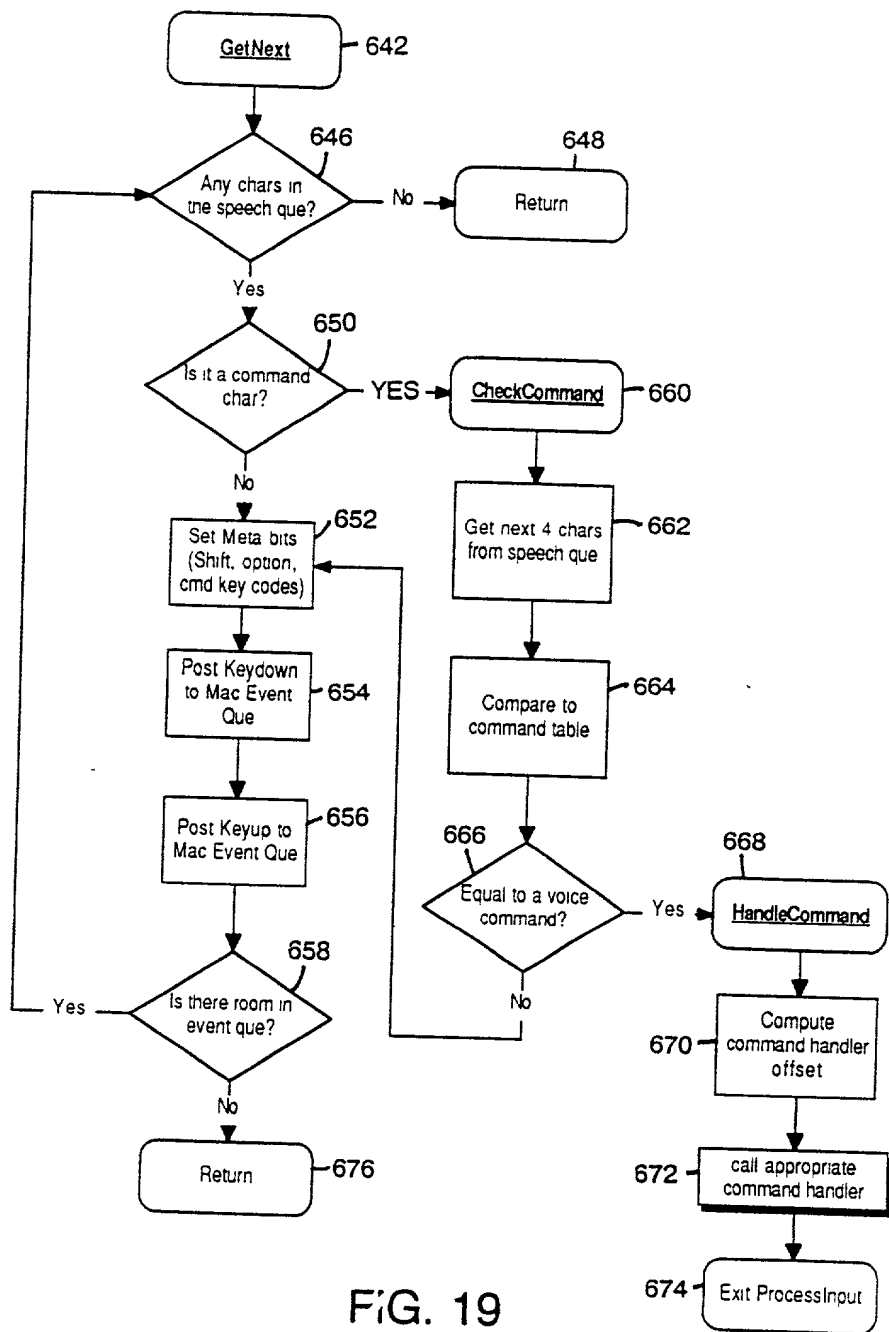 GetNext
642
646
Any chars in
the speech que?
No
648
Return
Yes
650
Is it a command
char?
YES
CheckCommand
660
No
652
Set Meta bits
(Shift, option,
cmd key codes)
Get next 4 chars
from speech que
662
Post Keydown
to Mac Event
Que
654
Compare to
command table
664
Post Keyup to
Mac Event Que
656
666
Equal to a voice
command?
Yes
668
HandleCommand
No
658
Is there room in
event que?
Yes
670
Compute
command handler
offset
No
Return
676
672
call appropriate
command handler
674
Exit ProcessInput
FiG. 19